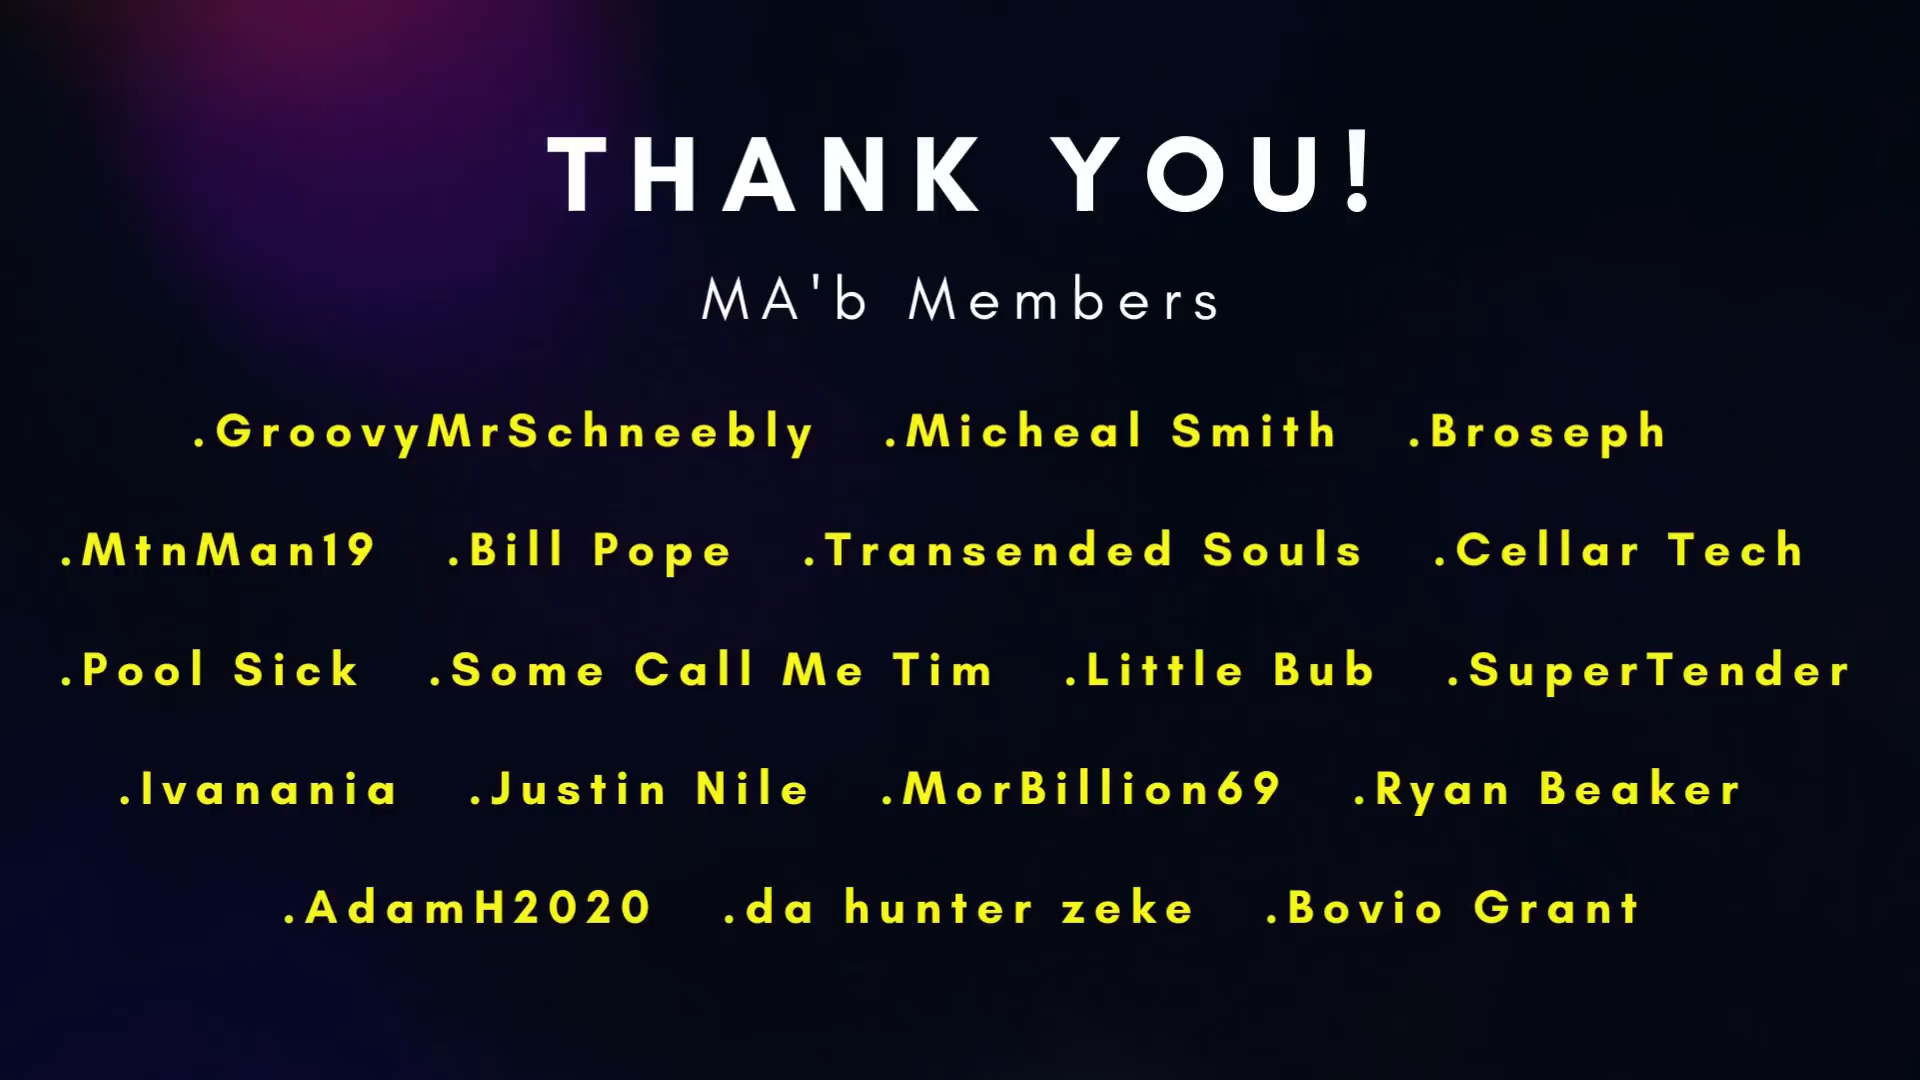 THANK YOU!
MA'b Members
.GroovyMrSchneebly .Micheal Smith .Broseph
.MtnMan19 .Bill Pope .Transended Souls .Cellar Tech
.Pool Sick .Some Call Me Tim .Little Bub .SuperTender
.Ivanania .Justin Nile .MorBillion69 .Ryan Beaker
.AdamH2020 .da hunter zeke .Bovio Grant